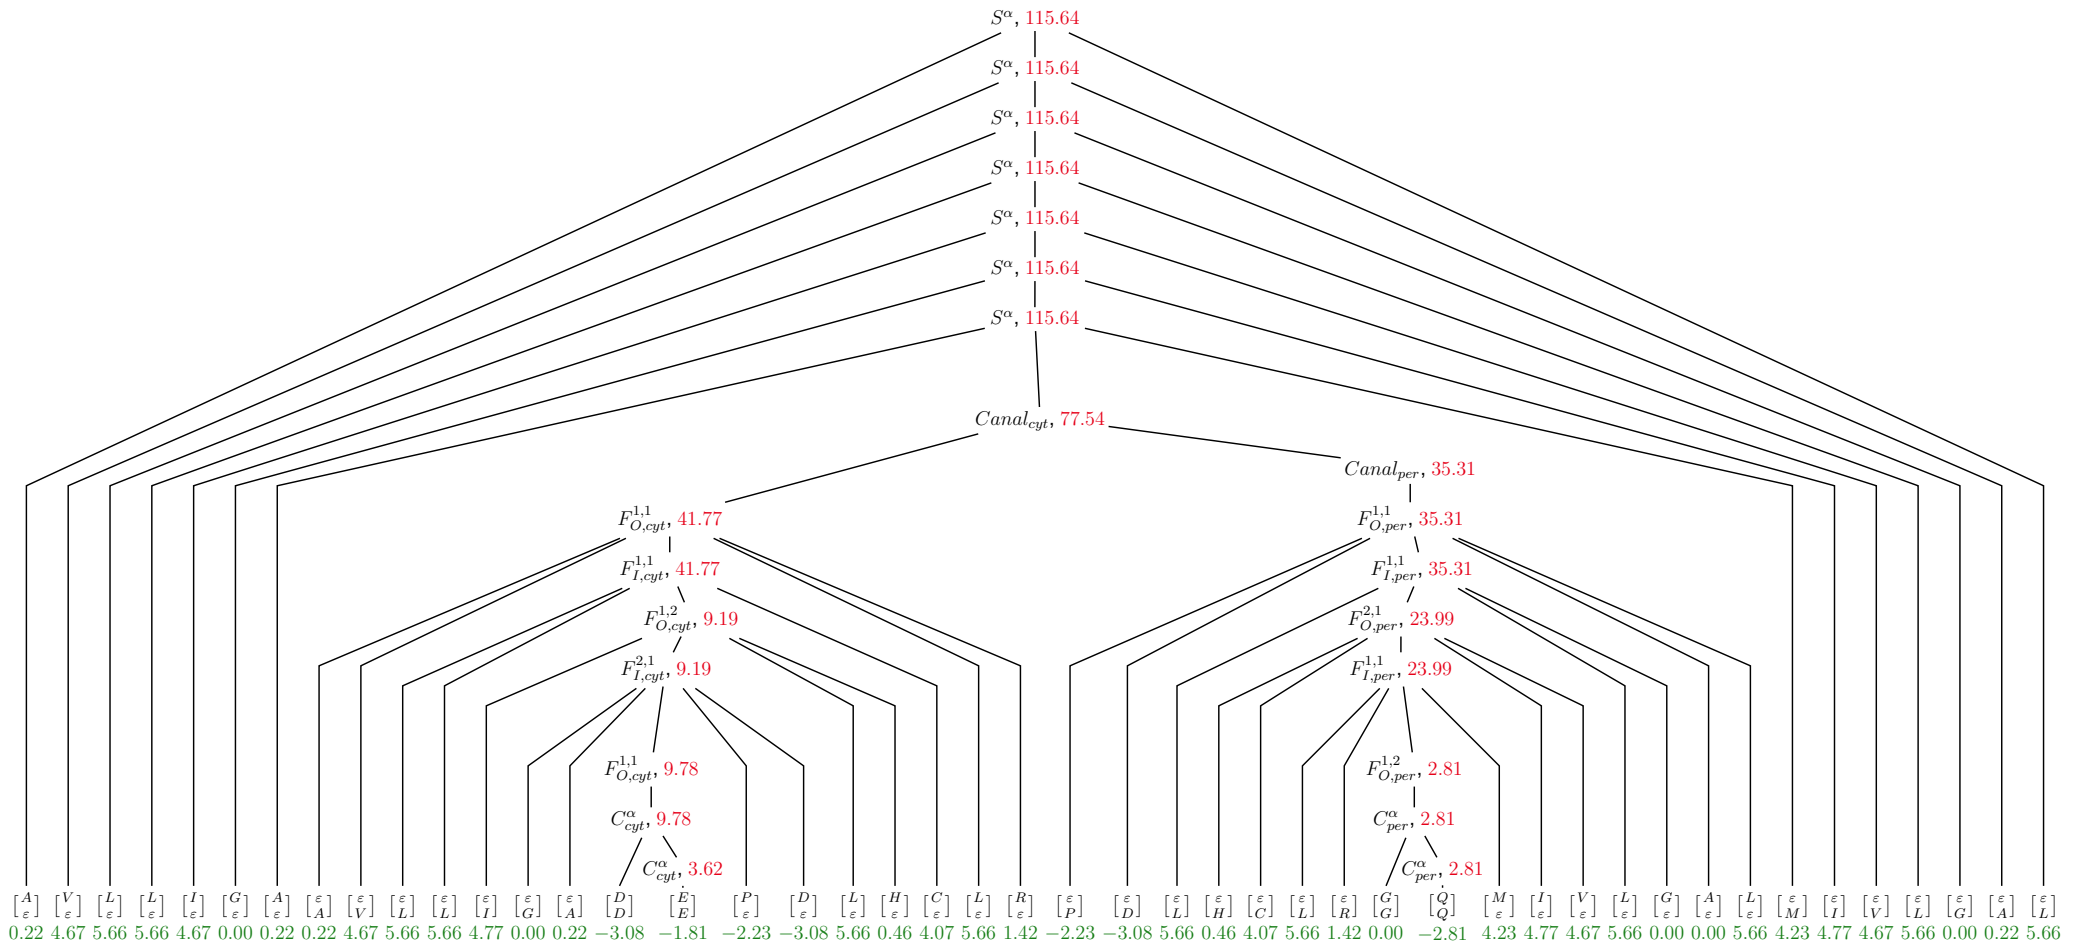 S^α, 115.64
S^α, 115.64
S^α, 115.64
S^α, 115.64
S^α, 115.64
S^α, 115.64
S^α, 115.64
Canal_cyt, 77.54
Canal_per, 35.31
F^{1,1}_{O,cyt}, 41.77 F^{1,1}_{O,per}, 35.31
F^{1,1}_{I,cyt}, 41.77 F^{1,1}_{I,per}, 35.31
F^{1,2}_{O,cyt}, 9.19 F^{2,1}_{O,per}, 23.99
F^{2,1}_{I,cyt}, 9.19 F^{1,1}_{I,per}, 23.99
F^{1,1}_{O,cyt}, 9.78 F^{1,2}_{O,per}, 2.81
C^α_{cyt}, 9.78 C^α_{per}, 2.81
C^α_{cyt}, 3.62 C^α_{per}, 2.81
[A] [V] [L] [L] [I] [G] [A] [ε] [ε] [ε] [ε] [ε] [ε] [ε] [D] [E] [P] [D] [L] [H] [C] [L] [R] [ε] [ε] [ε] [ε] [ε] [ε] [ε] [G] [Q] [M] [I] [V] [L] [G] [A] [L] [ε] [ε] [ε] [ε] [ε] [ε] [ε]
[ε] [ε] [ε] [ε] [ε] [ε] [ε] [A] [V] [L] [L] [I] [G] [A] [D] [E] [ε] [ε] [ε] [ε] [ε] [ε] [ε] [P] [D] [L] [H] [C] [L] [R] [G] [Q] [ε] [ε] [ε] [ε] [ε] [ε] [ε] [M] [I] [V] [L] [G] [A] [L]
0.22 4.67 5.66 5.66 4.67 0.00 0.22 0.22 4.67 5.66 5.66 4.77 0.00 0.22 −3.08 −1.81 −2.23 −3.08 5.66 0.46 4.07 5.66 1.42 −2.23 −3.08 5.66 0.46 4.07 5.66 1.42 0.00 −2.81 4.23 4.77 4.67 5.66 0.00 0.00 5.66 4.23 4.77 4.67 5.66 0.00 0.22 5.66